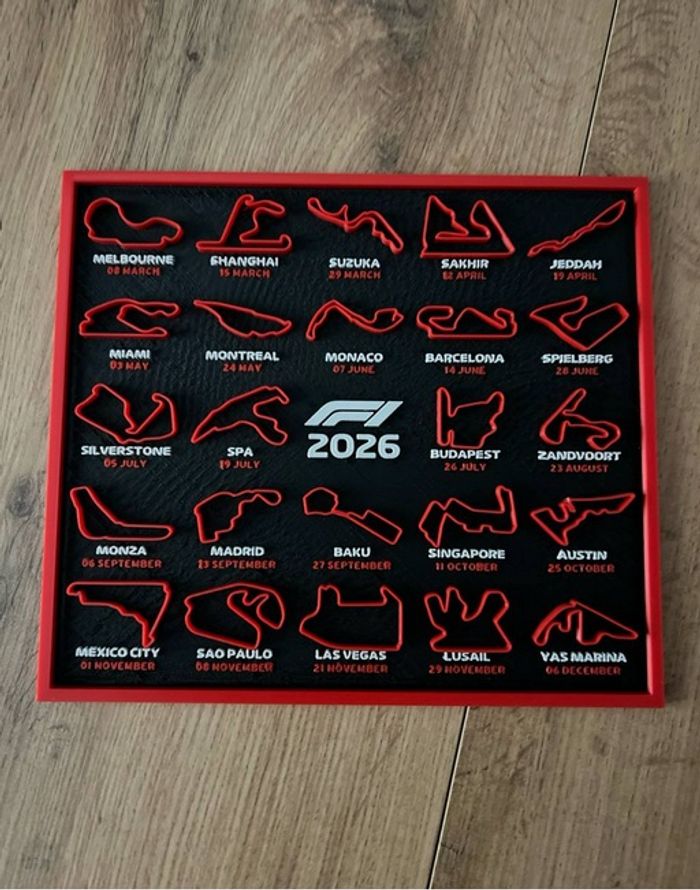 MELBOURNE
08 MARCH
SHANGHAI
15 MARCH
SUZUKA
29 MARCH
SAKHIR
12 APRIL
JEDDAH
19 APRIL
MIAMI
03 MAY
MONTREAL
24 MAY
MONACO
07 JUNE
BARCELONA
14 JUNE
SPIELBERG
28 JUNE
SILVERSTONE
05 JULY
SPA
19 JULY
F1
2026
BUDAPEST
26 JULY
ZANDVOORT
23 AUGUST
MONZA
06 SEPTEMBER
MADRID
13 SEPTEMBER
BAKU
27 SEPTEMBER
SINGAPORE
11 OCTOBER
AUSTIN
25 OCTOBER
MEXICO CITY
01 NOVEMBER
SAO PAULO
08 NOVEMBER
LAS VEGAS
21 NOVEMBER
LUSAIL
29 NOVEMBER
YAS MARINA
06 DECEMBER